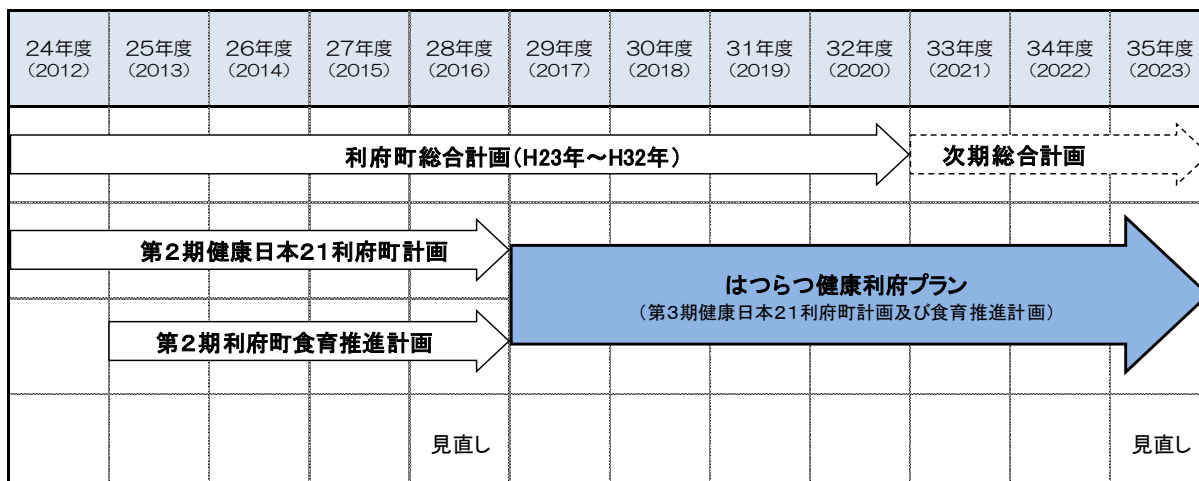 24年度 25年度 26年度 27年度 28年度 29年度 30年度 31年度 32年度 33年度 34年度 35年度
(2012) (2013) (2014) (2015) (2016) (2017) (2018) (2019) (2020) (2021) (2022) (2023)
利府町総合計画(H23年～H32年) 次期総合計画
第2期健康日本21利府町計画
はつらつ健康利府プラン
(第3期健康日本21利府町計画及び食育推進計画)
第2期利府町食育推進計画
見直し 見直し